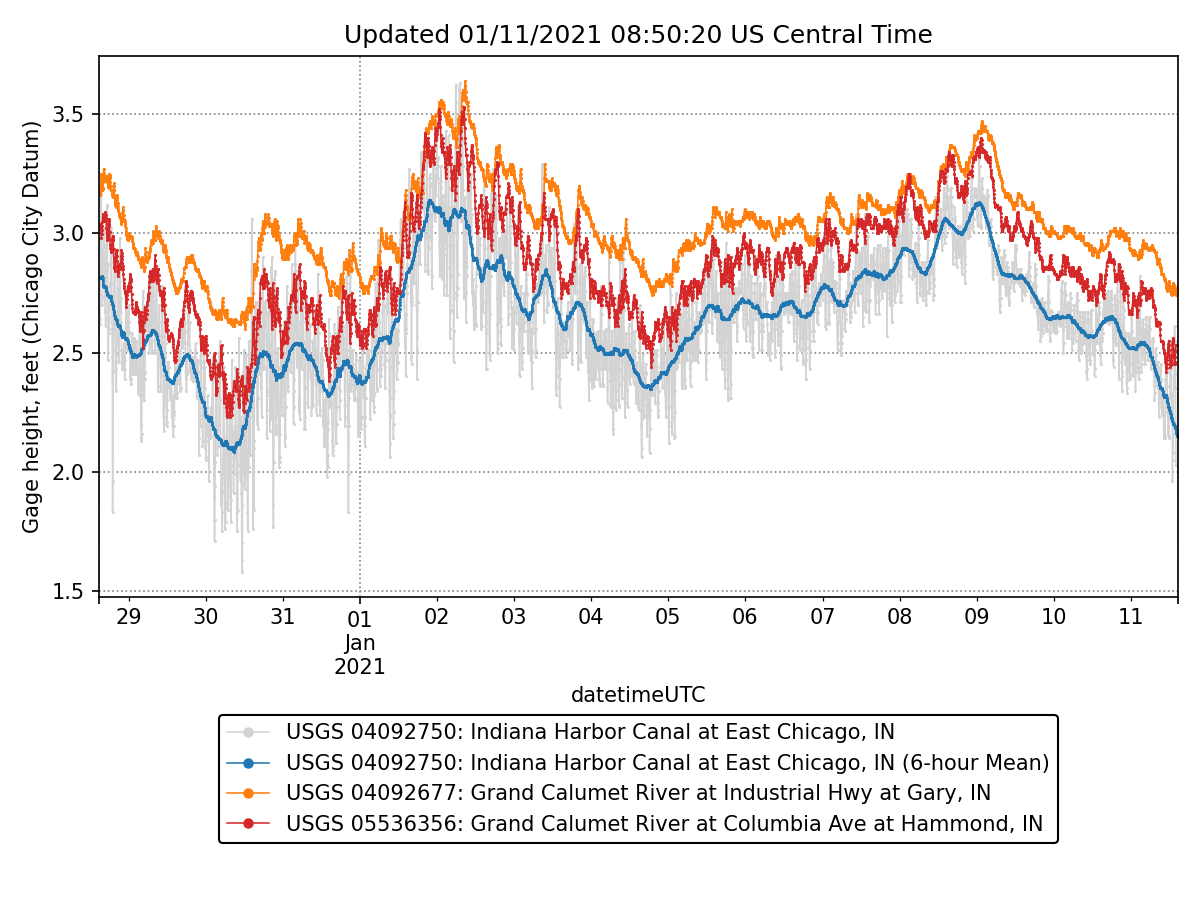 Updated 01/11/2021 08:50:20 US Central Time
Gage height, feet (Chicago City Datum)
3.5
3.0
2.5
2.0
1.5
29 30 31 01 02 03 04 05 06 07 08 09 10 11
Jan
2021
datetimeUTC
USGS 04092750: Indiana Harbor Canal at East Chicago, IN
USGS 04092750: Indiana Harbor Canal at East Chicago, IN (6-hour Mean)
USGS 04092677: Grand Calumet River at Industrial Hwy at Gary, IN
USGS 05536356: Grand Calumet River at Columbia Ave at Hammond, IN